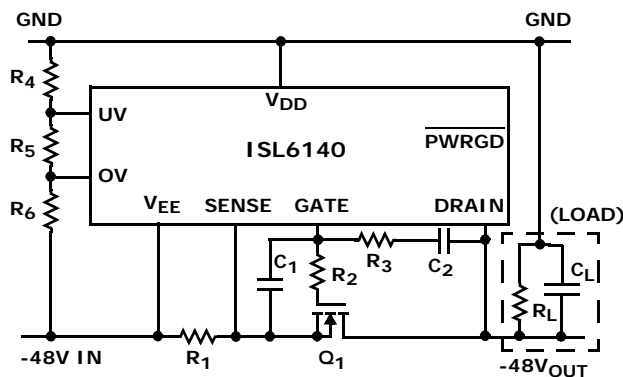 GND GND
R4
VDD
UV
R5
ISL6140
PWRGD
OV
R6
VEE SENSE GATE DRAIN
(LOAD)
C1 R2 R3 C2
RL CL
-48V IN
R1 Q1
-48VOUT